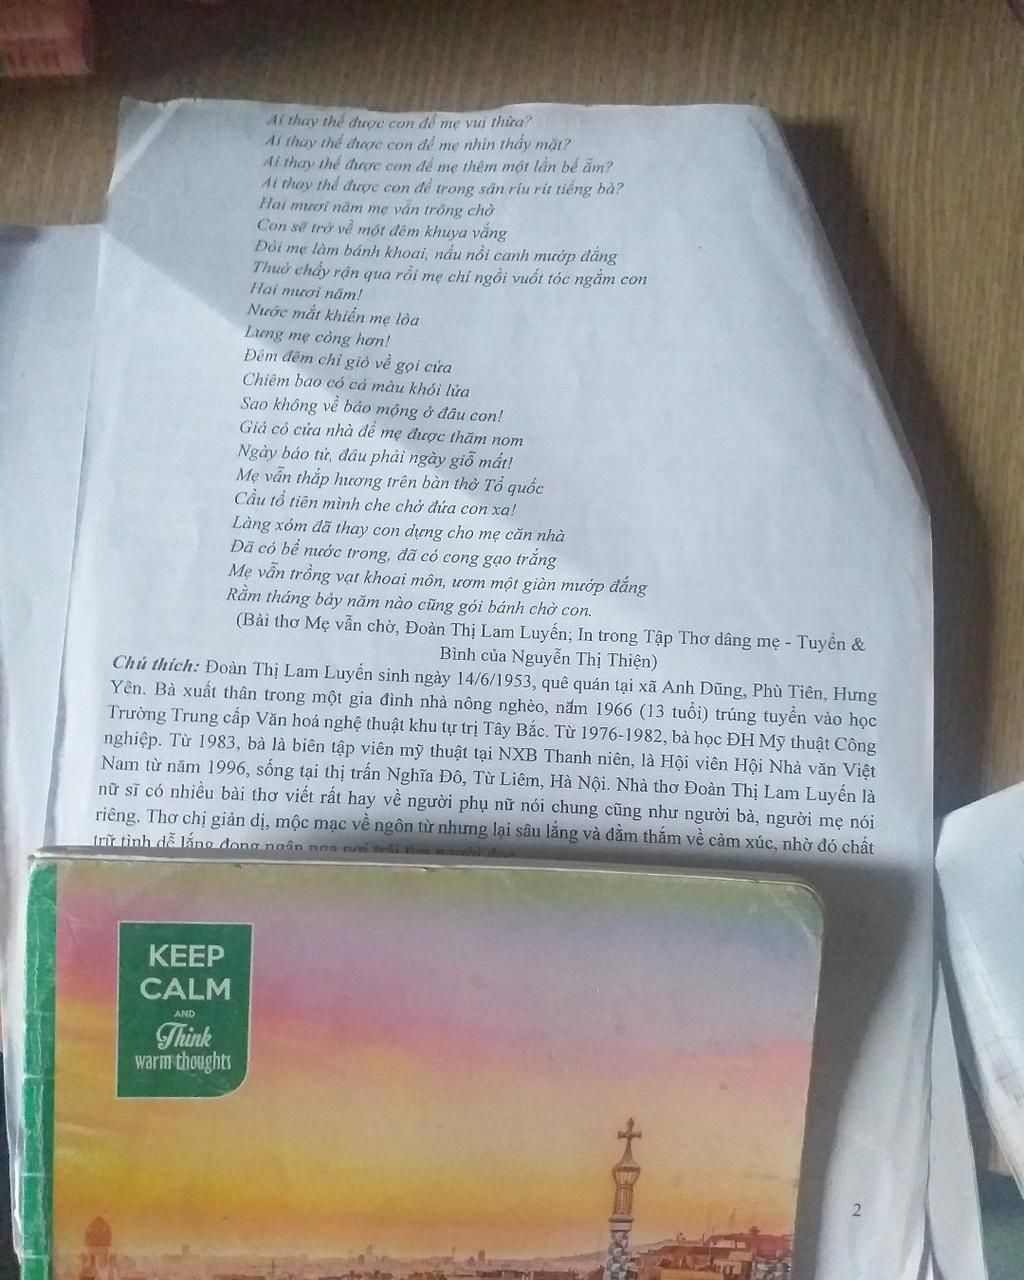 Ai thay thế được con để mẹ vui thừa?
Ai thay thế được con để mẹ nhìn thấy mặt?
Ai thay thế được con để mẹ thêm một lần bế ẵm?
Ai thay thế được con để trong sân ríu rít tiếng bà?
Hai mươi năm mẹ vẫn trông chờ
Con sẽ trở về một đêm khuya vắng
Đòi mẹ làm bánh khoai, nấu nồi canh mướp đắng
Thuở chấy rận qua rồi mẹ chỉ ngồi vuốt tóc ngắm con
Hai mươi năm!
Nước mắt khiến mẹ lòa
Lưng mẹ còng hơn!
Đêm đêm chỉ gió về gọi cửa
Chiêm bao có cả màu khói lửa
Sao không về báo mộng ở đâu con!
Giá có cửa nhà để mẹ được thăm nom
Ngày báo tử, đâu phải ngày giỗ mất!
Mẹ vẫn thắp hương trên bàn thờ Tổ quốc
Cầu tổ tiên mình che chở đứa con xa!
Làng xóm đã thay con dựng cho mẹ căn nhà
Đã có bể nước trong, đã có cong gạo trắng
Mẹ vẫn trồng vạt khoai môn, ươm một giàn mướp đắng
Rằm tháng bảy năm nào cũng gói bánh chờ con.
(Bài thơ Mẹ vẫn chờ, Đoàn Thị Lam Luyến; In trong Tập Thơ dâng mẹ - Tuyển &
Bình của Nguyễn Thị Thiện)
Chú thích: Đoàn Thị Lam Luyến sinh ngày 14/6/1953, quê quán tại xã Anh Dũng, Phù Tiên, Hưng
Yên. Bà xuất thân trong một gia đình nhà nông nghèo, năm 1966 (13 tuổi) trúng tuyển vào học
Trường Trung cấp Văn hoá nghệ thuật khu tự trị Tây Bắc. Từ 1976-1982, bà học ĐH Mỹ thuật Công
nghiệp. Từ 1983, bà là biên tập viên mỹ thuật tại NXB Thanh niên, là Hội viên Hội Nhà văn Việt
Nam từ năm 1996, sống tại thị trấn Nghĩa Đô, Từ Liêm, Hà Nội. Nhà thơ Đoàn Thị Lam Luyến là
nữ sĩ có nhiều bài thơ viết rất hay về người phụ nữ nói chung cũng như người bà, người mẹ nói
riêng. Thơ chị giản dị, mộc mạc về ngôn từ nhưng lại sâu lắng và đằm thắm về cảm xúc, nhờ đó chất
trữ tình dễ lắng đọng ngân nga nơi trái tim người đọc
KEEP
CALM
AND
Think
warm thoughts
2